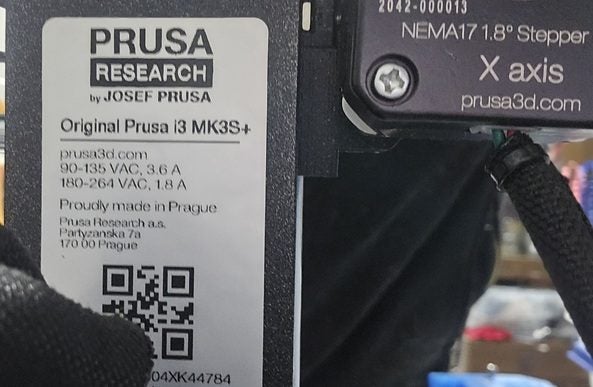 PRUSA
RESEARCH
by JOSEF PRUSA
Original Prusa i3 MK3S+
prusa3d.com
90-135 VAC, 3.6 A
180-264 VAC, 1.8 A
Proudly made in Prague
Prusa Research a.s.
Partyzanska 7a
170 00 Prague
04XK44784
2042-000013
NEMA17 1.8° Stepper
X axis
prusa3d.com